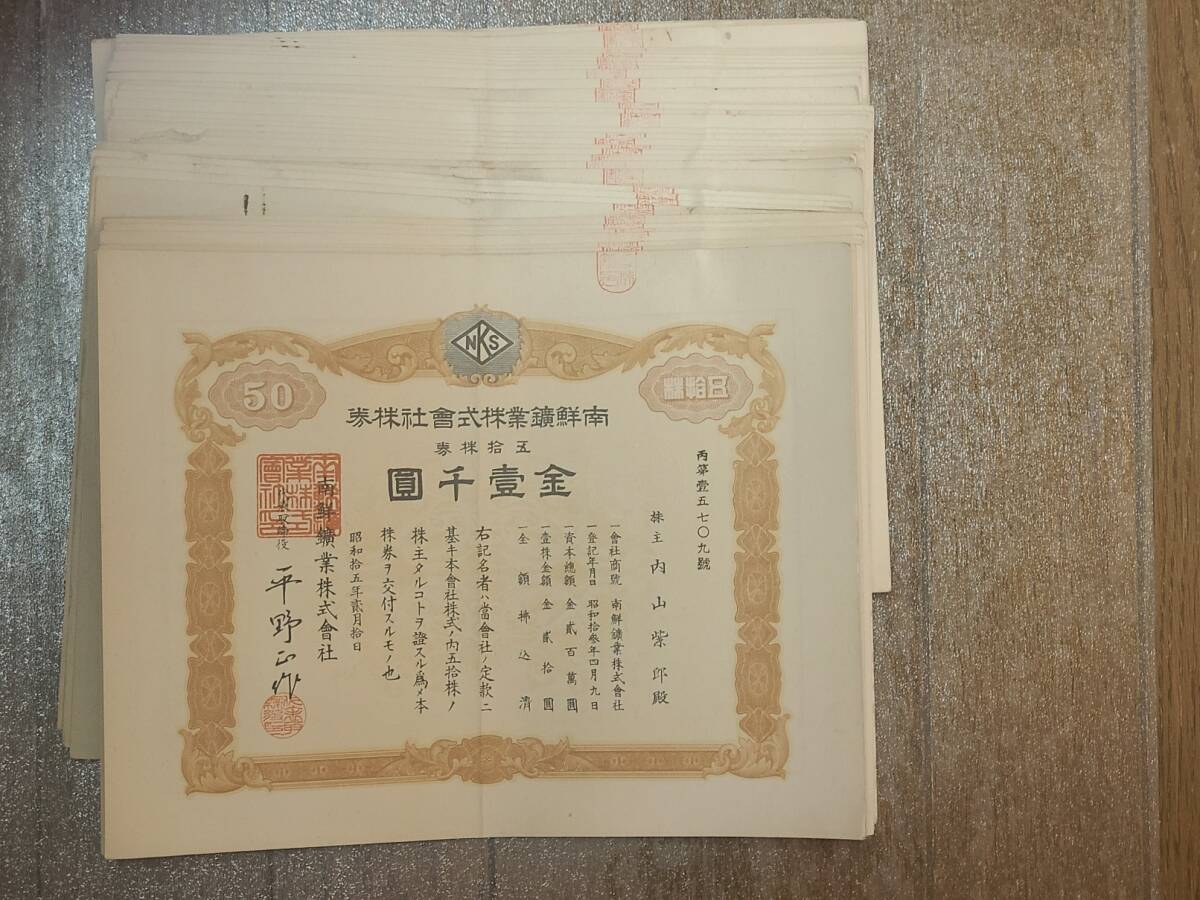 NKS
50
五拾株
南鮮鑛業株式會社株券
五拾株券
金壹千圓
丙第壹五七〇九號
株主 内山柴郎殿
一會社商號 南鮮鑛業株式會社
一登記年月日 昭和拾參年四月九日
一資本總額 金貳百萬圓
一壹株金額 金貳拾圓
一全額拂込濟
右記名者ハ當會社ノ定款ニ
基キ本會社株式ノ内五拾株ノ
株主タルコトヲ證スル爲メ本
株券ヲ交付スルモノ也
昭和拾五年貳月拾日
南鮮鑛業株式會社
取締役 平野正作